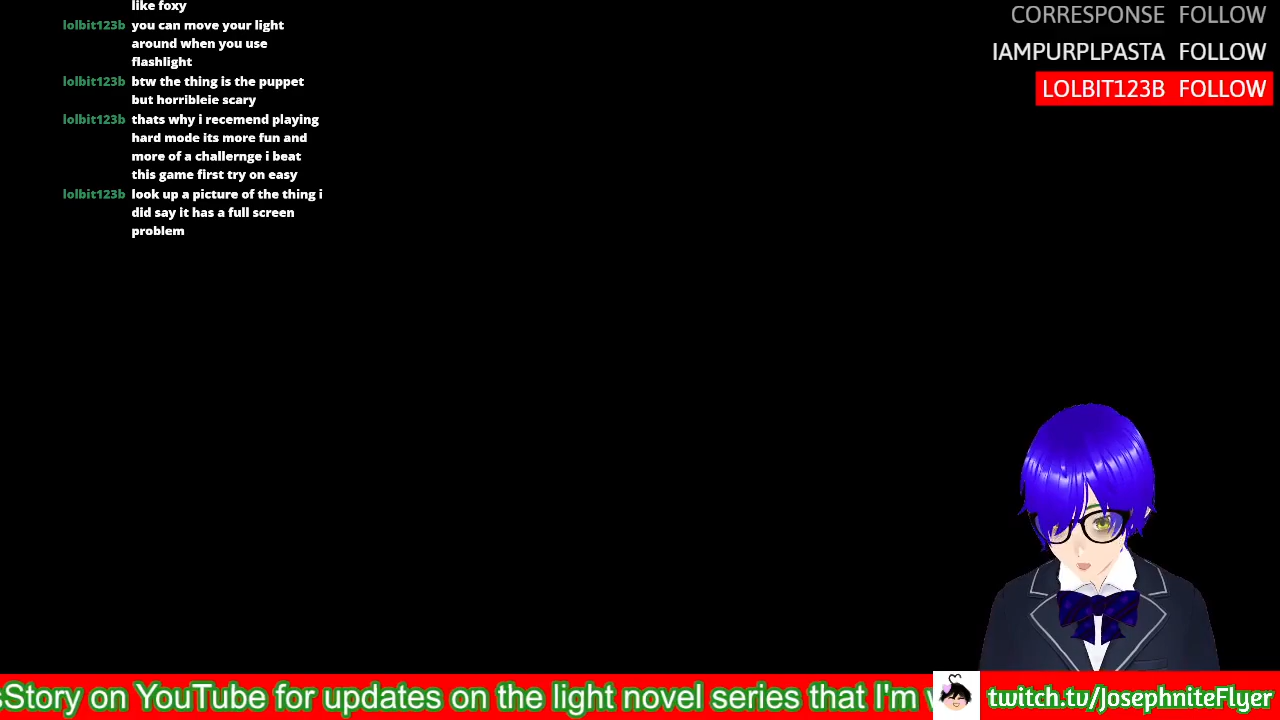 like foxy
lolbit123b you can move your light
around when you use
flashlight
lolbit123b btw the thing is the puppet
but horribleie scary
lolbit123b thats why i recemend playing
hard mode its more fun and
more of a challernge i beat
this game first try on easy
lolbit123b look up a picture of the thing i
did say it has a full screen
problem
CORRESPONSE FOLLOW
IAMPURPLPASTA FOLLOW
LOLBIT123B FOLLOW
sStory on YouTube for updates on the light novel series that I'm
twitch.tv/JosephniteFlyer